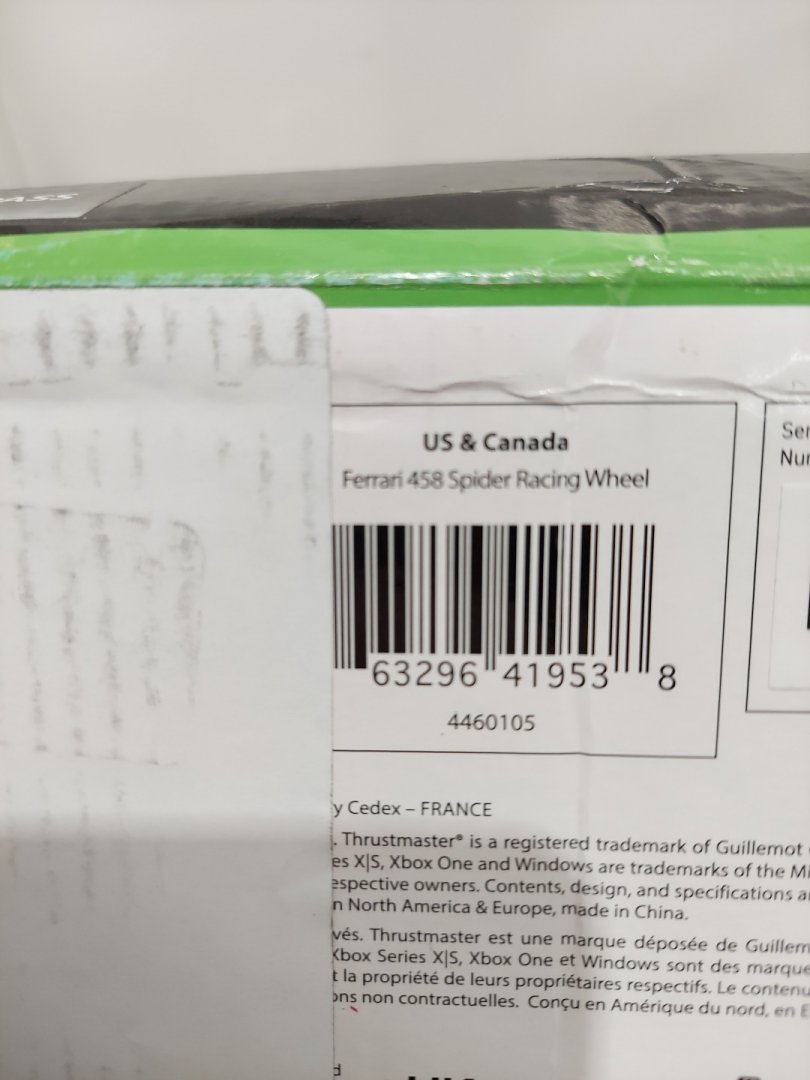 US & Canada
Ferrari 458 Spider Racing Wheel
63296 41953 8
4460105
Ser
Nur
y Cedex – FRANCE
. Thrustmaster® is a registered trademark of Guillemot
es X|S, Xbox One and Windows are trademarks of the Mi
espective owners. Contents, design, and specifications a
n North America & Europe, made in China.
vés. Thrustmaster est une marque déposée de Guillem
Xbox Series X|S, Xbox One et Windows sont des marque
t la propriété de leurs propriétaires respectifs. Le contenu
ons non contractuelles. Conçu en Amérique du nord, en E